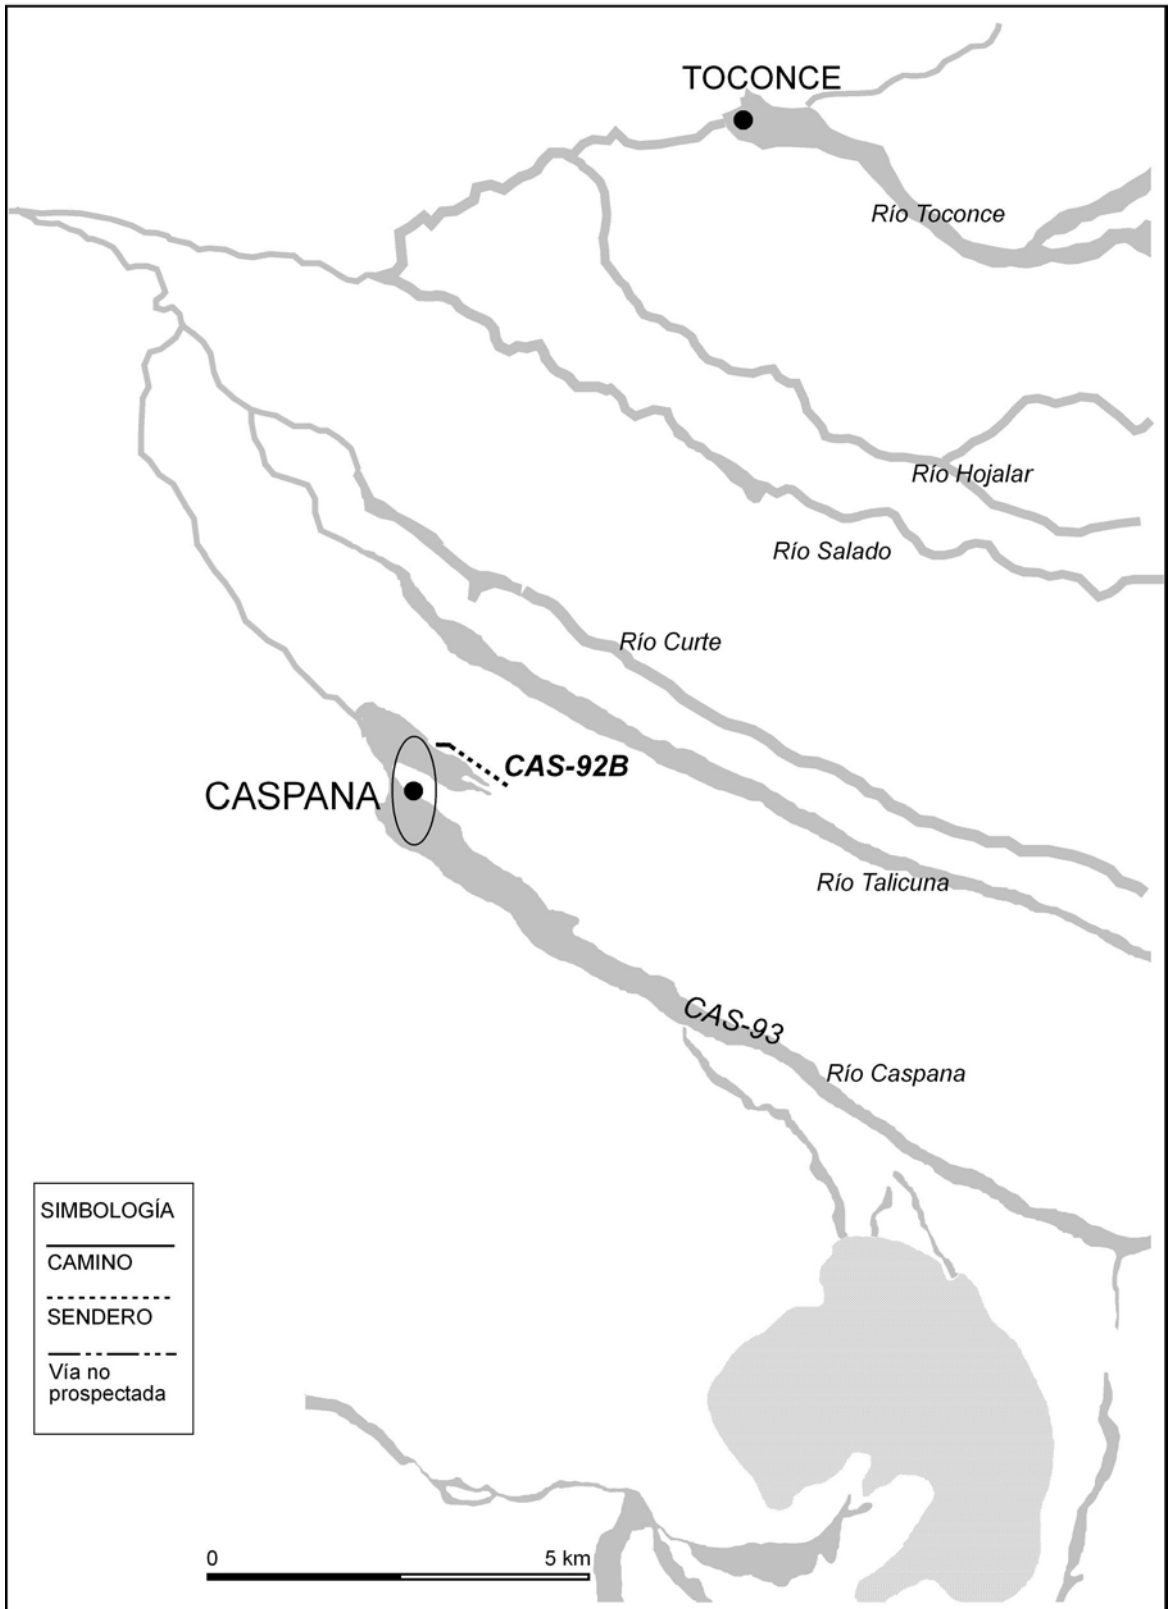 TOCONCE
Río Toconce
Río Hojalar
Río Salado
Río Curte
CAS-92B
CASPANA
Río Talicuna
CAS-93
Río Caspana
SIMBOLOGÍA
CAMINO
SENDERO
Vía no
prospectada
0 5 km